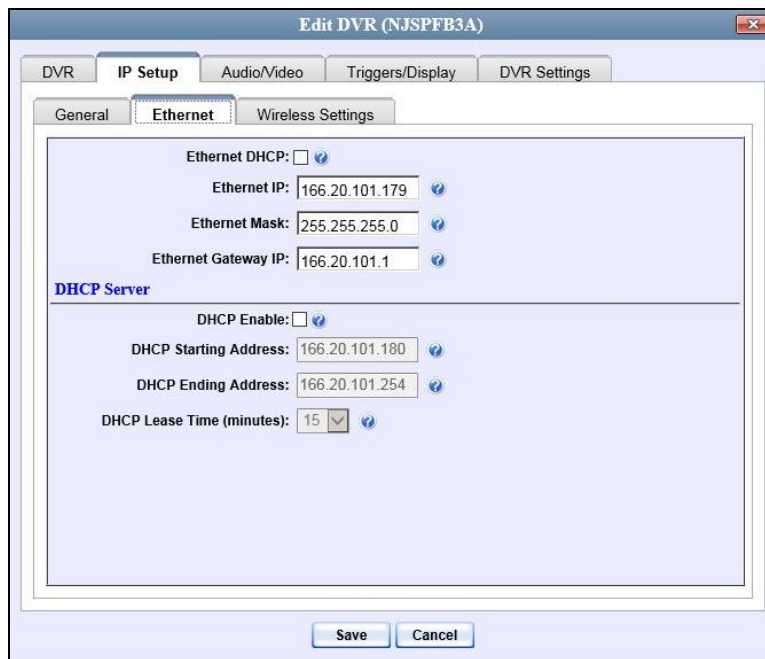 Edit DVR (NJSPFB3A)
DVR IP Setup Audio/Video Triggers/Display DVR Settings
General Ethernet Wireless Settings
Ethernet DHCP:
Ethernet IP: 166.20.101.179
Ethernet Mask: 255.255.255.0
Ethernet Gateway IP: 166.20.101.1
DHCP Server
DHCP Enable:
DHCP Starting Address: 166.20.101.180
DHCP Ending Address: 166.20.101.254
DHCP Lease Time (minutes): 15
Save Cancel